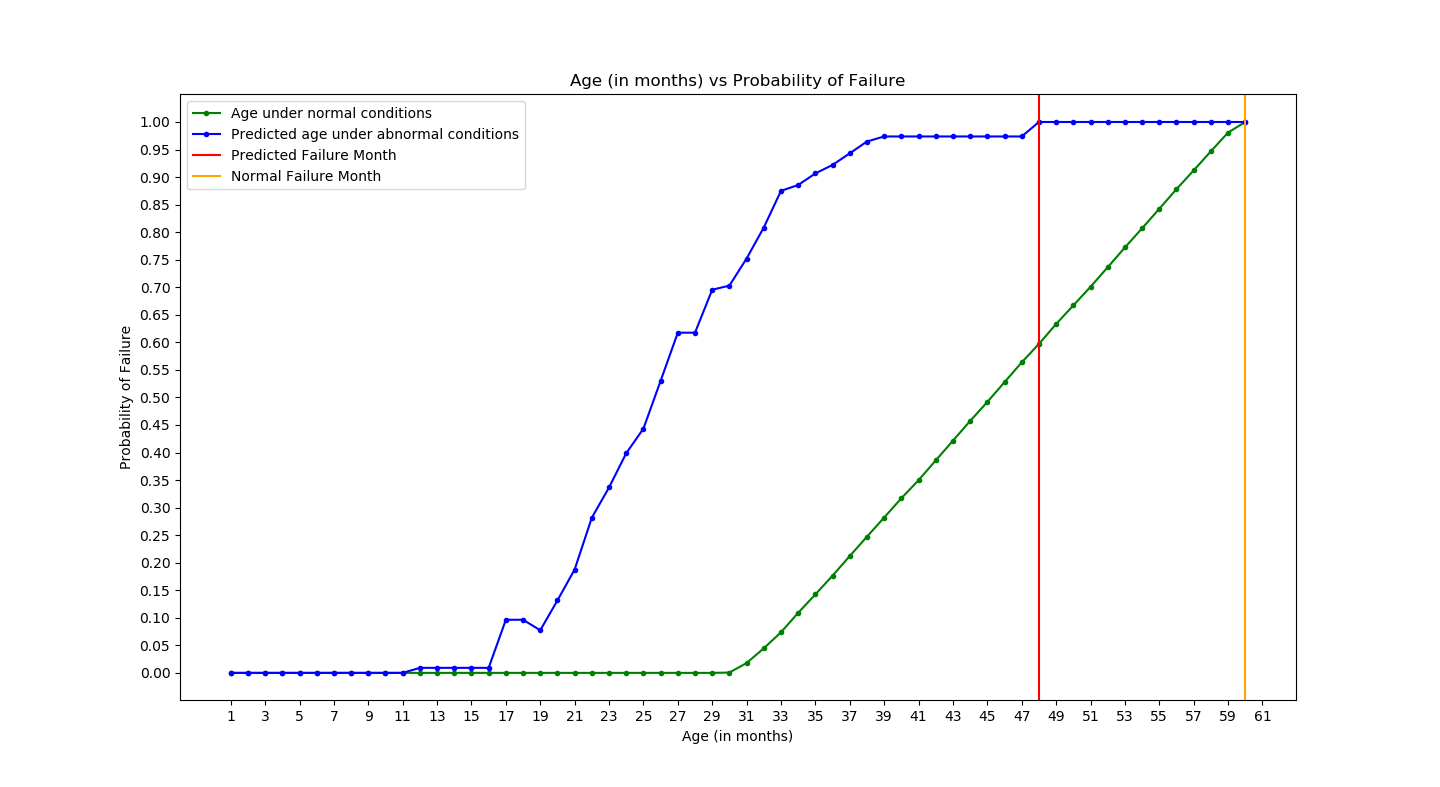 Age (in months) vs Probability of Failure
Age under normal conditions
Predicted age under abnormal conditions
Predicted Failure Month
Normal Failure Month
1.00
0.95
0.90
0.85
0.80
0.75
0.70
0.65
0.60
0.55
0.50
0.45
0.40
0.35
0.30
0.25
0.20
0.15
0.10
0.05
0.00
Probability of Failure
1 3 5 7 9 11 13 15 17 19 21 23 25 27 29 31 33 35 37 39 41 43 45 47 49 51 53 55 57 59 61
Age (in months)